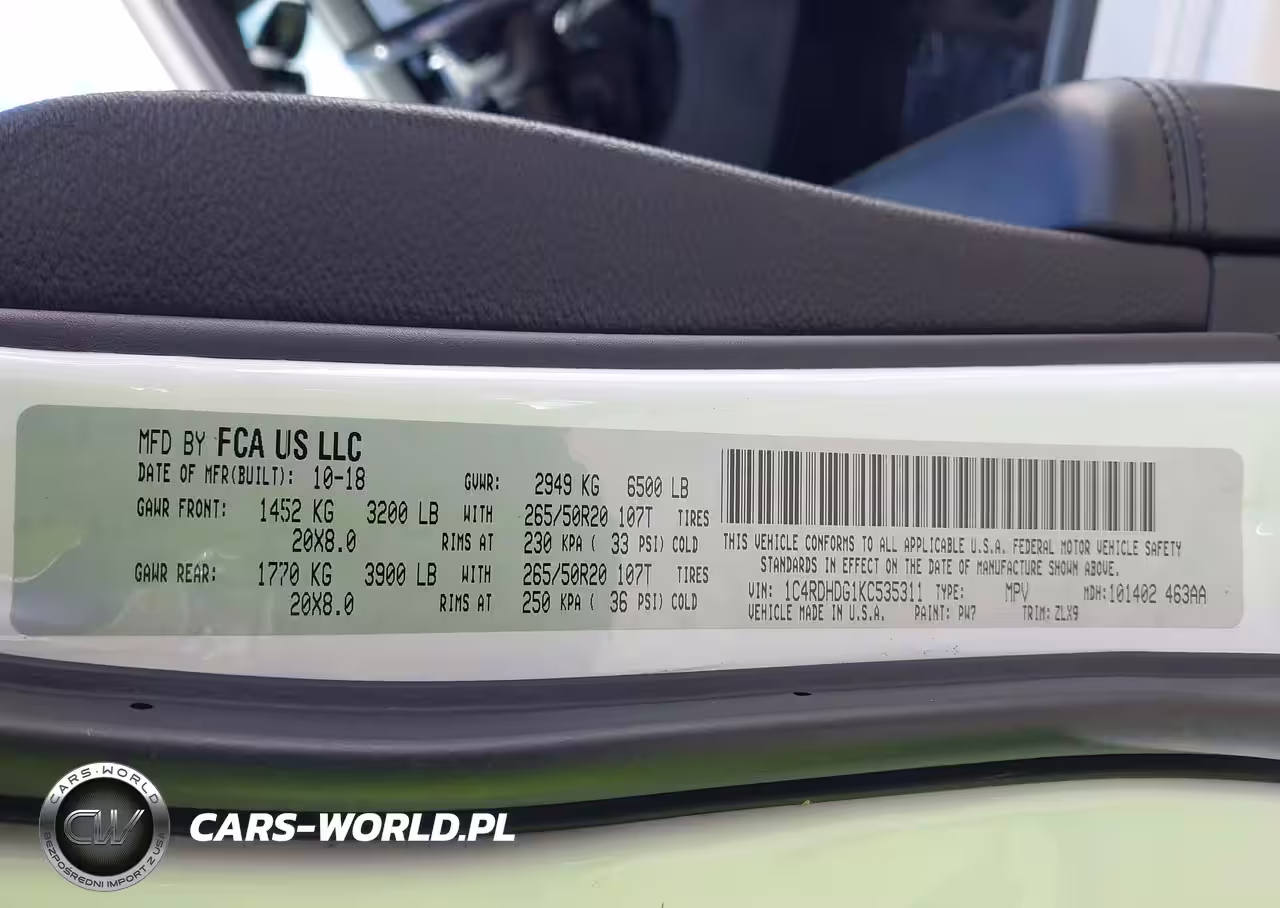 MFD BY FCA US LLC
DATE OF MFR(BUILT): 10-18 GVWR: 2949 KG 6500 LB
GAWR FRONT: 1452 KG 3200 LB WITH 265/50R20 107T TIRES
20X8.0 RIMS AT 230 KPA ( 33 PSI) COLD
GAWR REAR: 1770 KG 3900 LB WITH 265/50R20 107T TIRES
20X8.0 RIMS AT 250 KPA ( 36 PSI) COLD
THIS VEHICLE CONFORMS TO ALL APPLICABLE U.S.A. FEDERAL MOTOR VEHICLE SAFETY
STANDARDS IN EFFECT ON THE DATE OF MANUFACTURE SHOWN ABOVE.
VIN: 1C4RDHDG1KC535311 TYPE: MPV MDH:101402 463AA
VEHICLE MADE IN U.S.A. PAINT: PW7 TRIM: ZLX9
CARS-WORLD
CW
BEZPOŚREDNI IMPORT Z USA
CARS-WORLD.PL